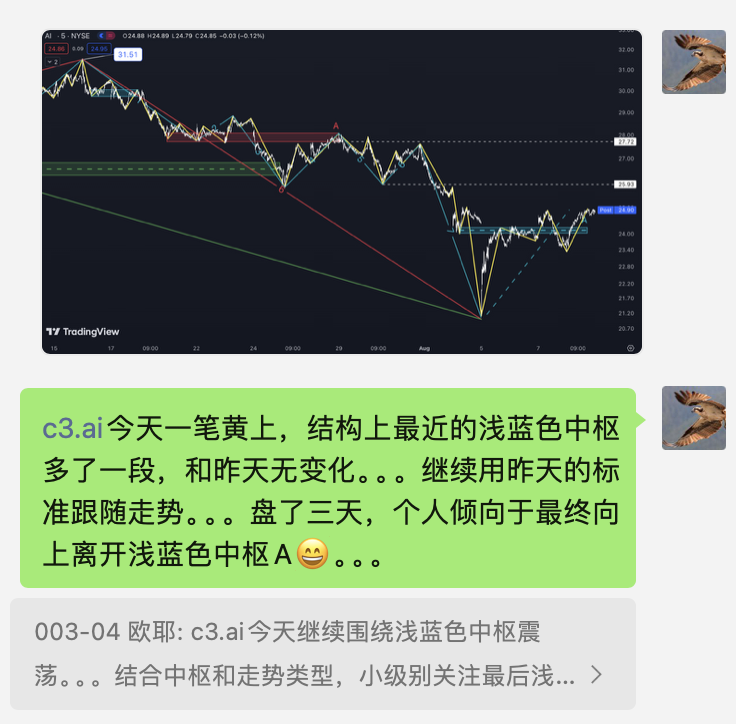 AI · 5 · NYSE O24.88 H24.89 L24.79 C24.85 −0.03 (−0.12%)
24.86 0.09 24.95
31.51
2
32.00
31.00
30.00
29.00
28.00
A
27.72
27.00
25.93
Post 24.90
24.00
23.40
22.80
22.20
21.70
21.20
20.70
TradingView
15 17 09:00 22 24 09:00 29 09:00 Aug 5 7 09:00
c3.ai今天一笔黄上，结构上最近的浅蓝色中枢
多了一段，和昨天无变化。。。继续用昨天的标
准跟随走势。。。盘了三天，个人倾向于最终向
上离开浅蓝色中枢A😄。。。
003-04 欧耶: c3.ai今天继续围绕浅蓝色中枢震
荡。。。结合中枢和走势类型，小级别关注最后浅...